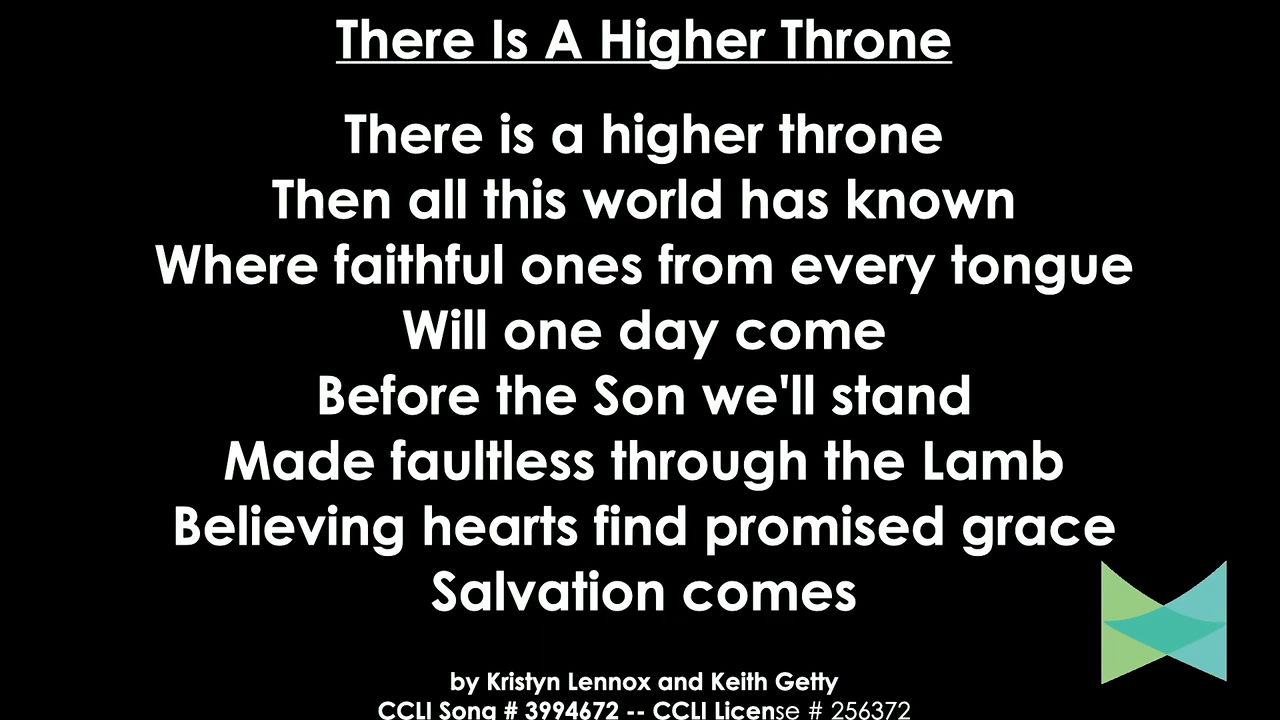 There Is A Higher Throne
There is a higher throne
Then all this world has known
Where faithful ones from every tongue
Will one day come
Before the Son we'll stand
Made faultless through the Lamb
Believing hearts find promised grace
Salvation comes
by Kristyn Lennox and Keith Getty
CCLI Song # 3994672 -- CCLI License # 256372